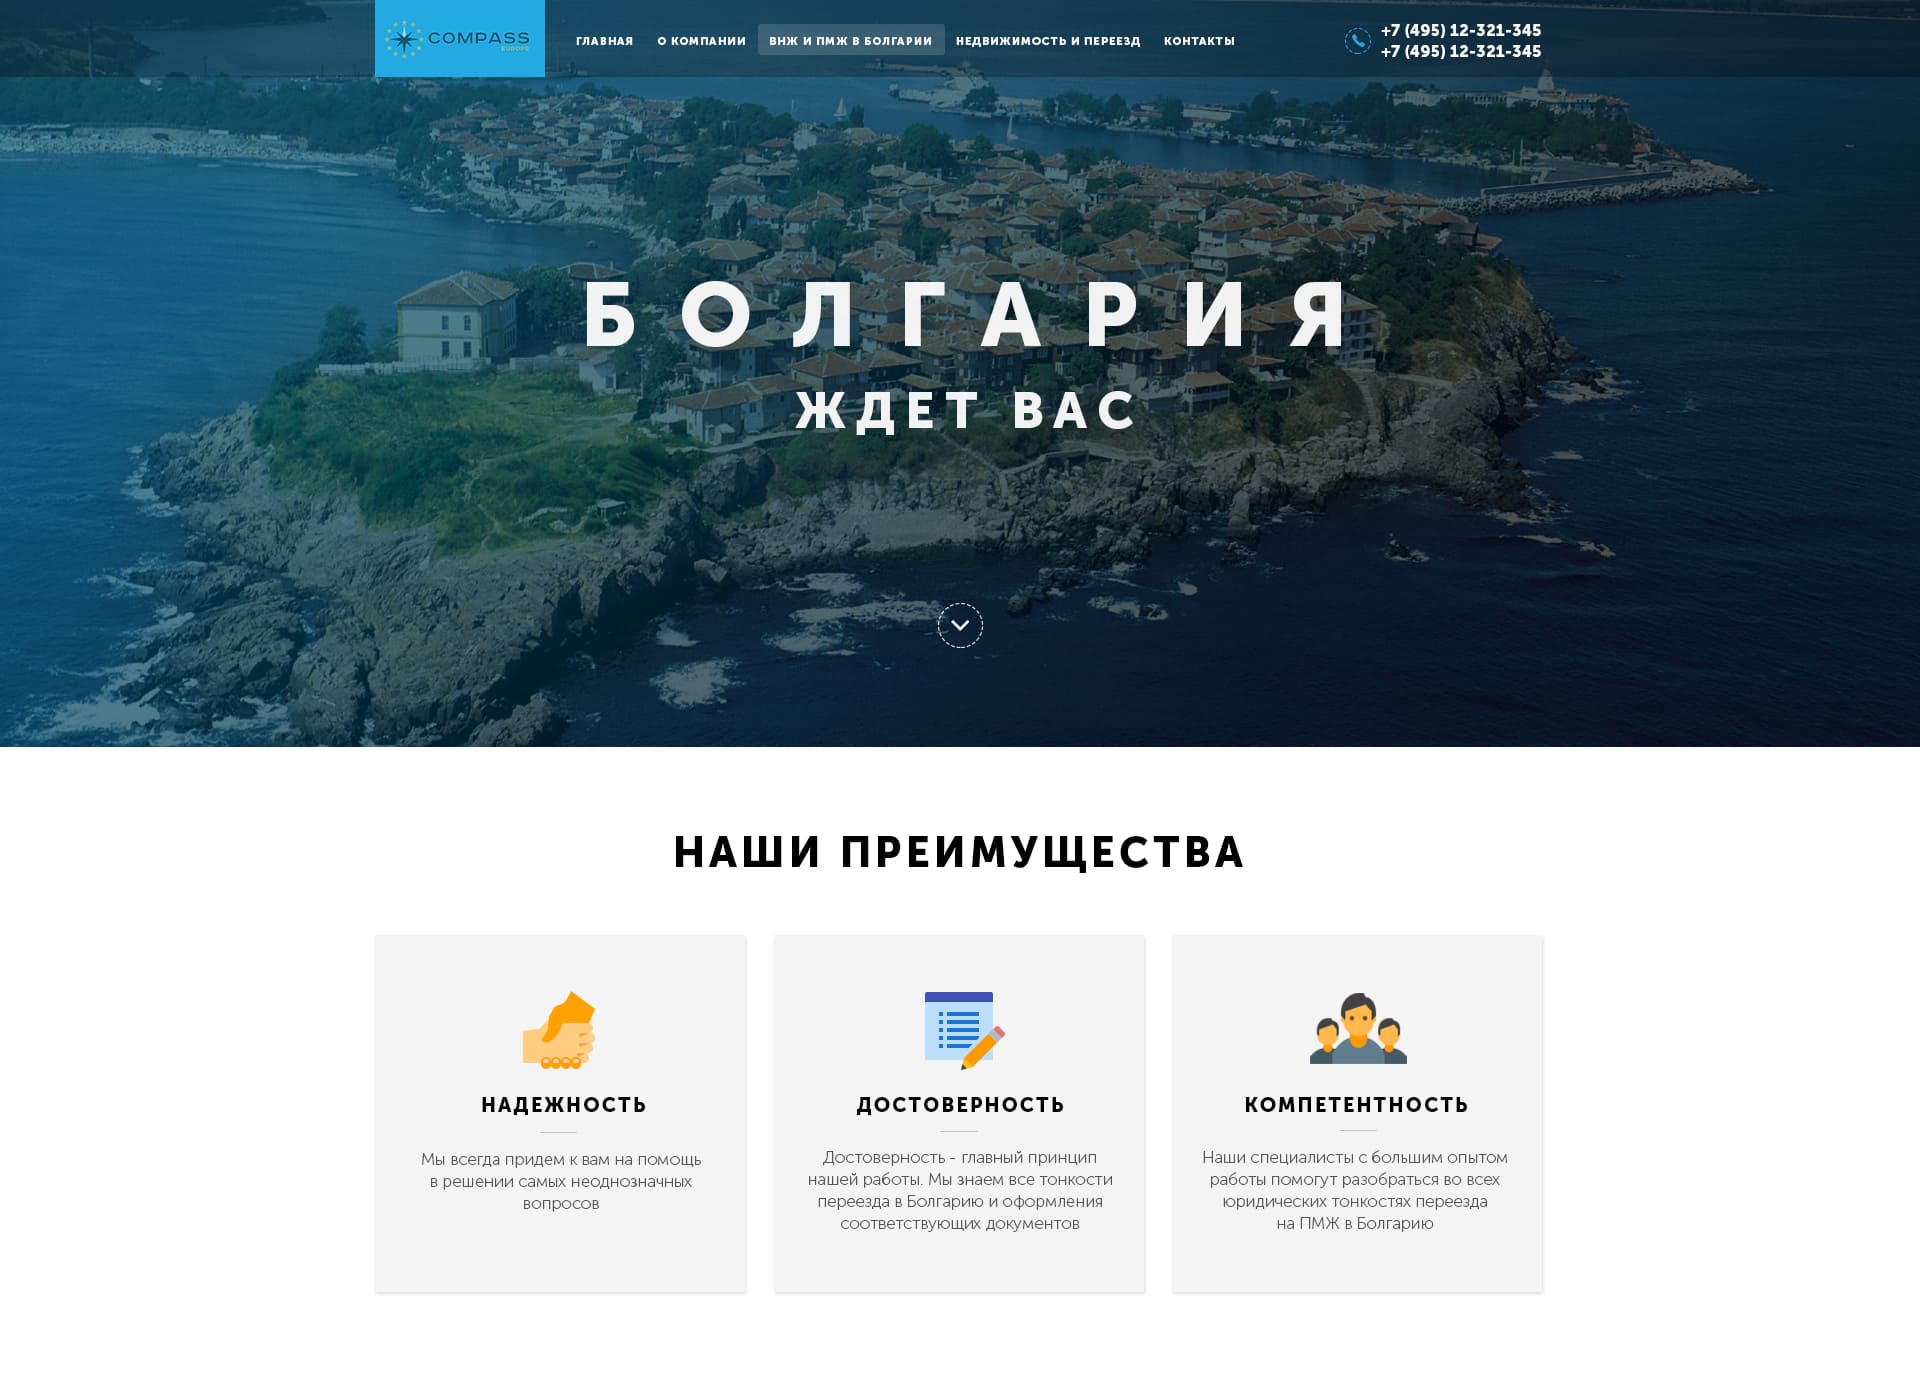 COMPASS
EUROPE
ГЛАВНАЯ
О КОМПАНИИ
ВНЖ И ПМЖ В БОЛГАРИИ
НЕДВИЖИМОСТЬ И ПЕРЕЕЗД
КОНТАКТЫ
+7 (495) 12-321-345
+7 (495) 12-321-345
БОЛГАРИЯ
ЖДЕТ ВАС
НАШИ ПРЕИМУЩЕСТВА
НАДЕЖНОСТЬ
Мы всегда придем к вам на помощь
в решении самых неоднозначных
вопросов
ДОСТОВЕРНОСТЬ
Достоверность - главный принцип
нашей работы. Мы знаем все тонкости
переезда в Болгарию и оформления
соответствующих документов
КОМПЕТЕНТНОСТЬ
Наши специалисты с большим опытом
работы помогут разобраться во всех
юридических тонкостях переезда
на ПМЖ в Болгарию